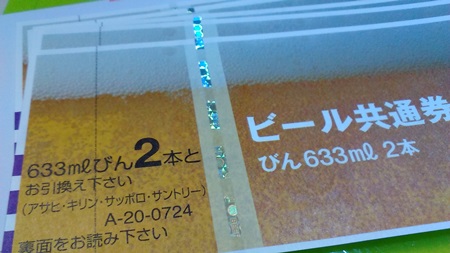 633mlびん2本と
お引換え下さい
(アサヒ・キリン・サッポロ・サントリー)
A-20-0724
裏面をお読み下さい
ビール共通券
びん633ml 2本